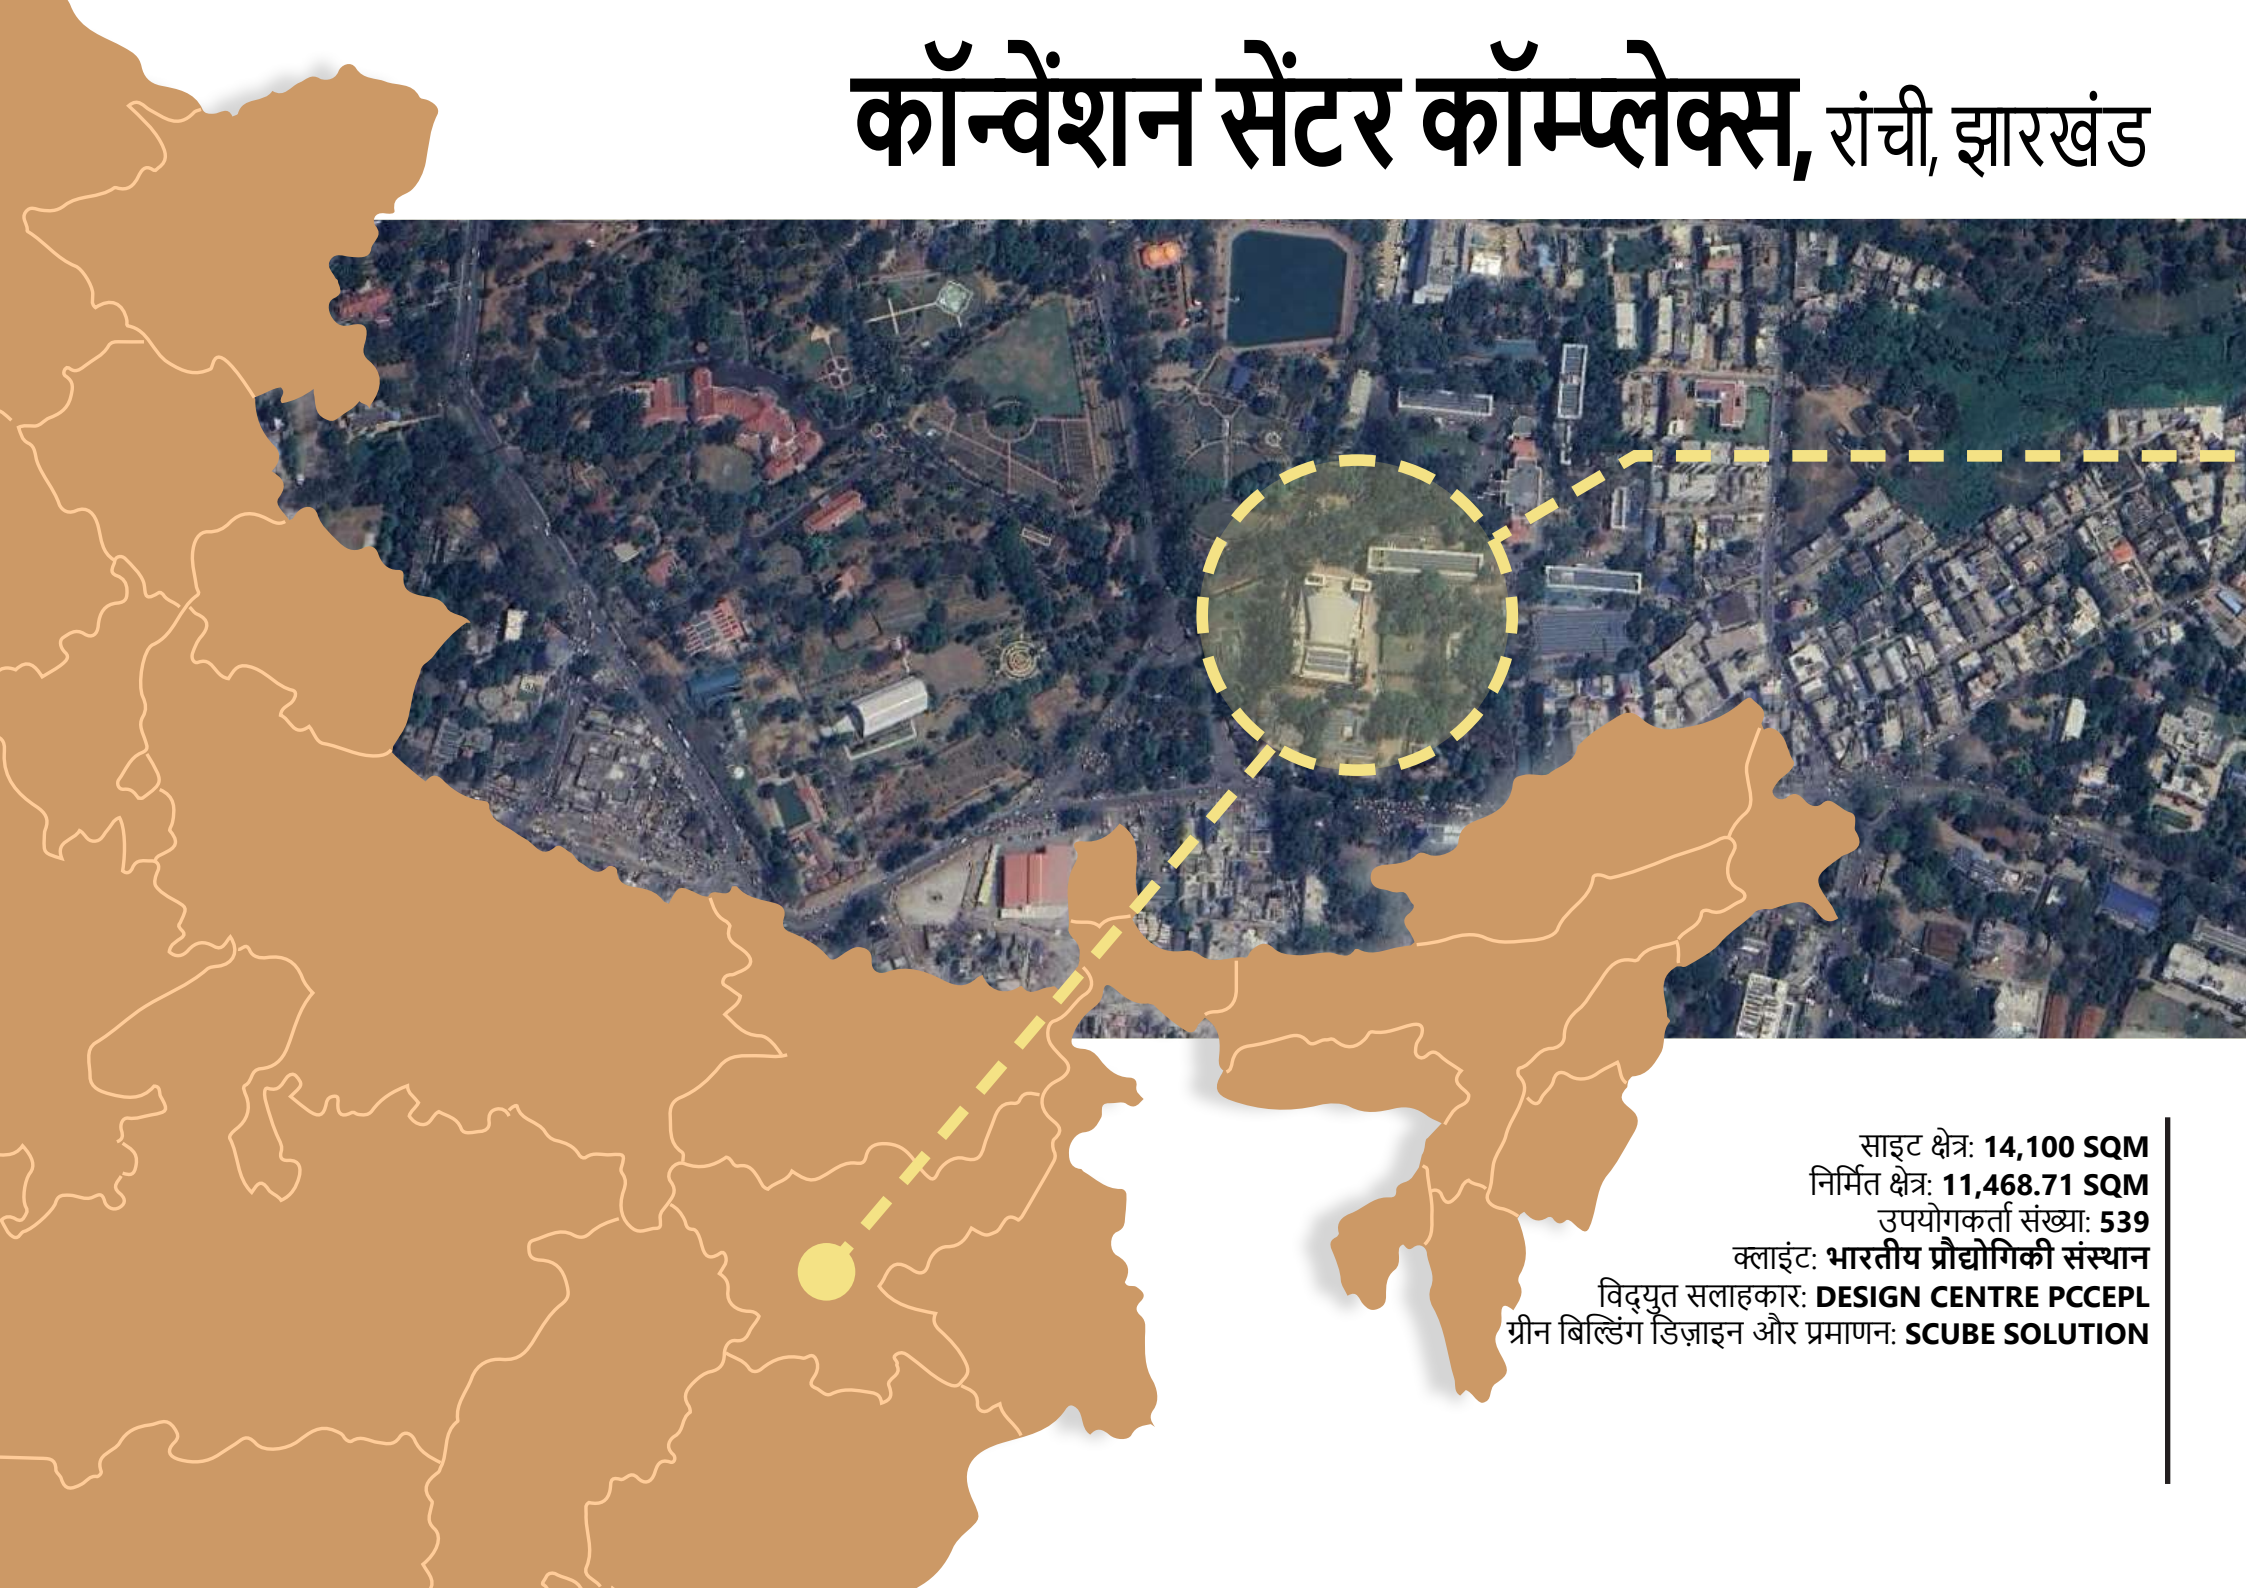 कॉन्वेंशन सेंटर कॉम्प्लेक्स, रांची, झारखंड
साइट क्षेत्र: 14,100 SQM
निर्मित क्षेत्र: 11,468.71 SQM
उपयोगकर्ता संख्या: 539
क्लाइंट: भारतीय प्रौद्योगिकी संस्थान
विद्युत सलाहकार: DESIGN CENTRE PCCEPL
ग्रीन बिल्डिंग डिज़ाइन और प्रमाणन: SCUBE SOLUTION